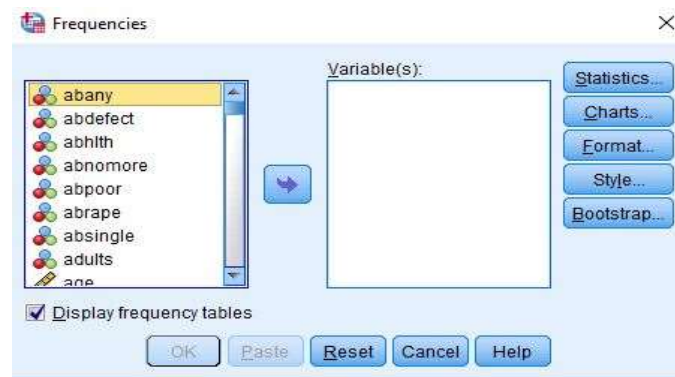 Frequencies
Variable(s):
abany
abdefect
abhlth
abnomore
abpoor
abrape
absingle
adults
age
Statistics...
Charts...
Format...
Style...
Bootstrap...
Display frequency tables
OK Paste Reset Cancel Help